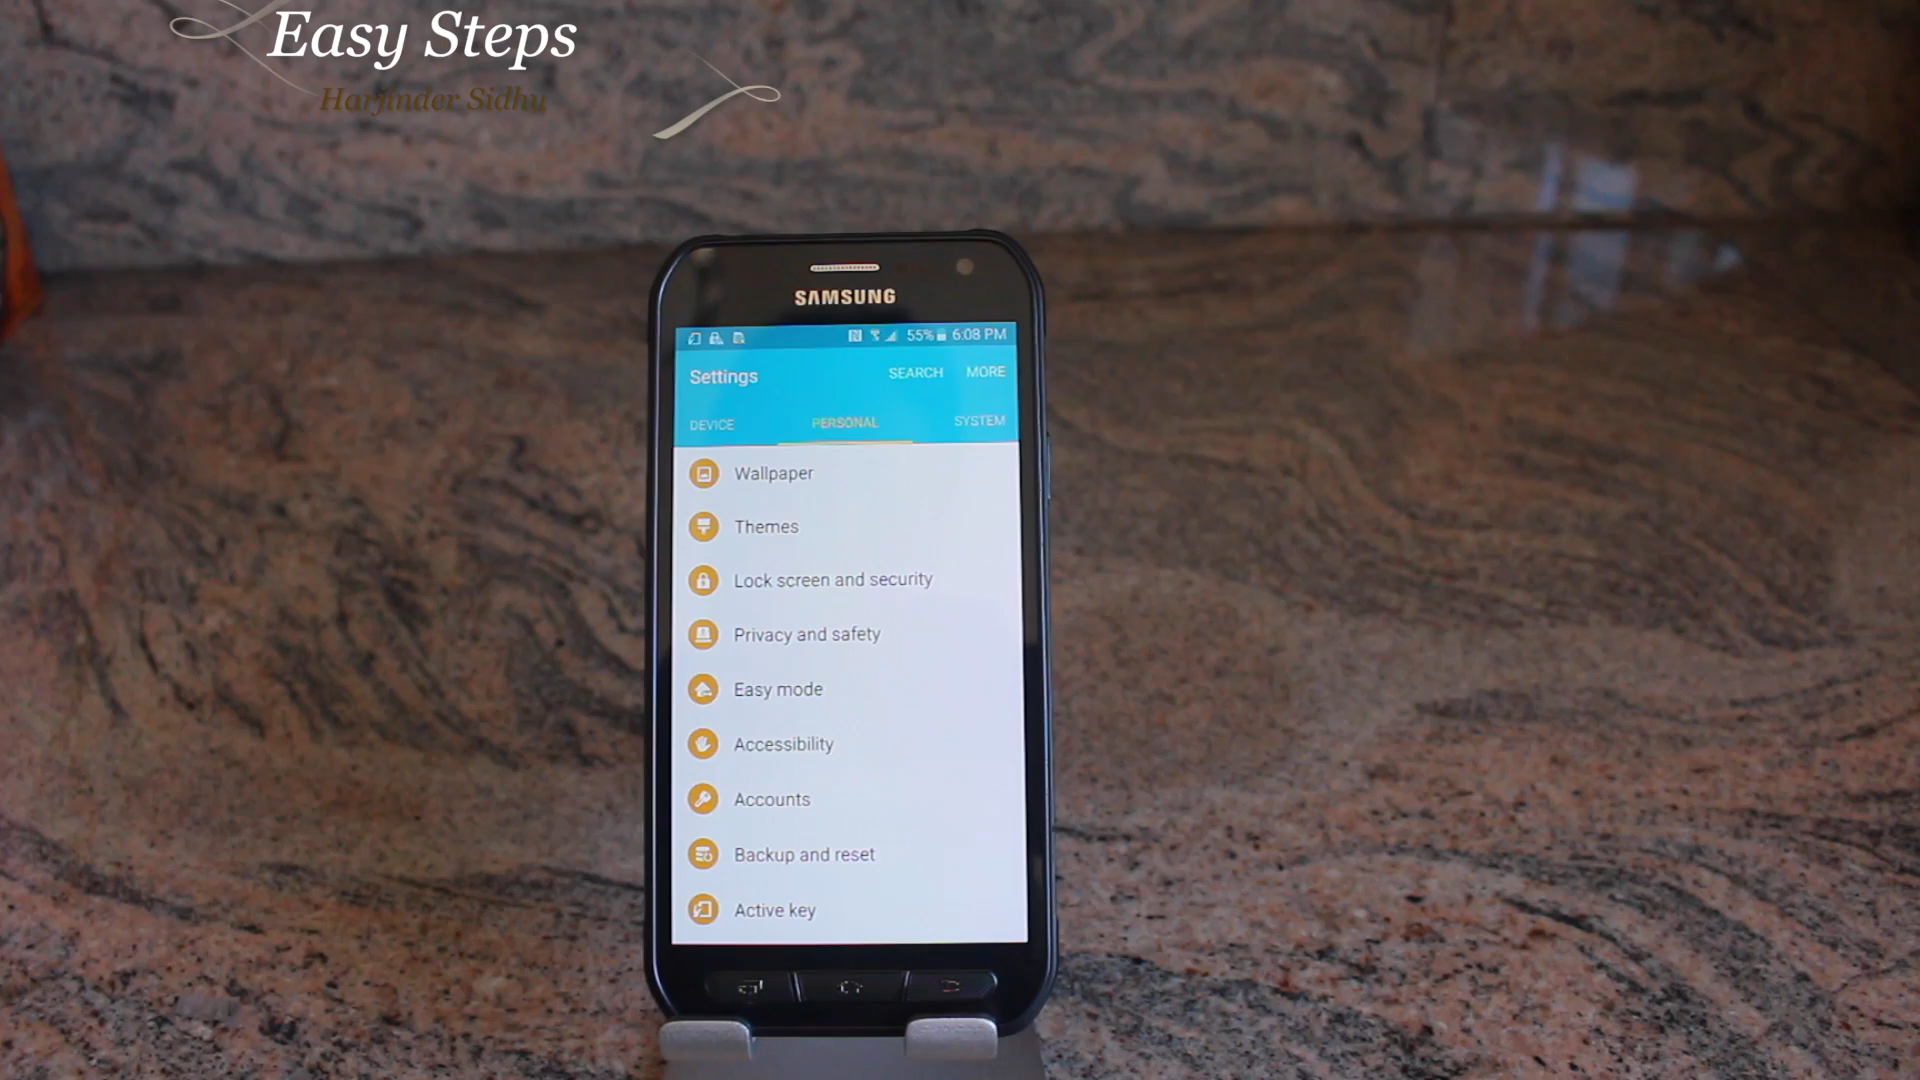 Easy Steps
Harjinder Sidhu
SAMSUNG
55% 6:08 PM
Settings SEARCH MORE
DEVICE PERSONAL SYSTEM
Wallpaper
Themes
Lock screen and security
Privacy and safety
Easy mode
Accessibility
Accounts
Backup and reset
Active key